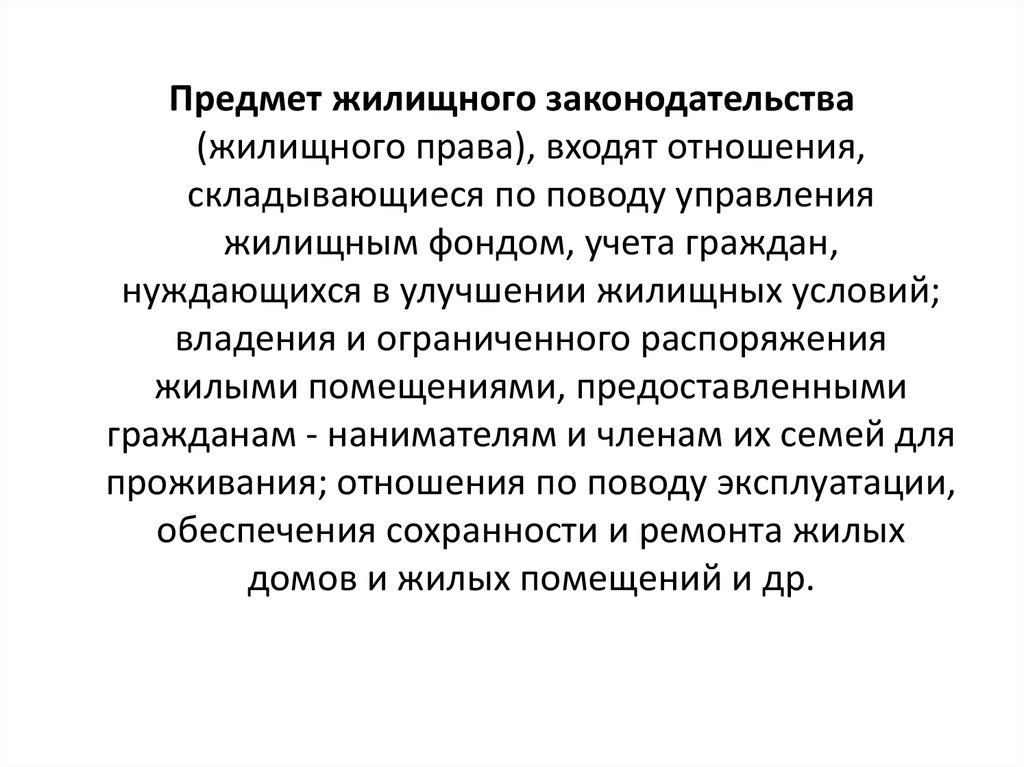 Предмет жилищного законодательства
(жилищного права), входят отношения,
складывающиеся по поводу управления
жилищным фондом, учета граждан,
нуждающихся в улучшении жилищных условий;
владения и ограниченного распоряжения
жилыми помещениями, предоставленными
гражданам - нанимателям и членам их семей для
проживания; отношения по поводу эксплуатации,
обеспечения сохранности и ремонта жилых
домов и жилых помещений и др.